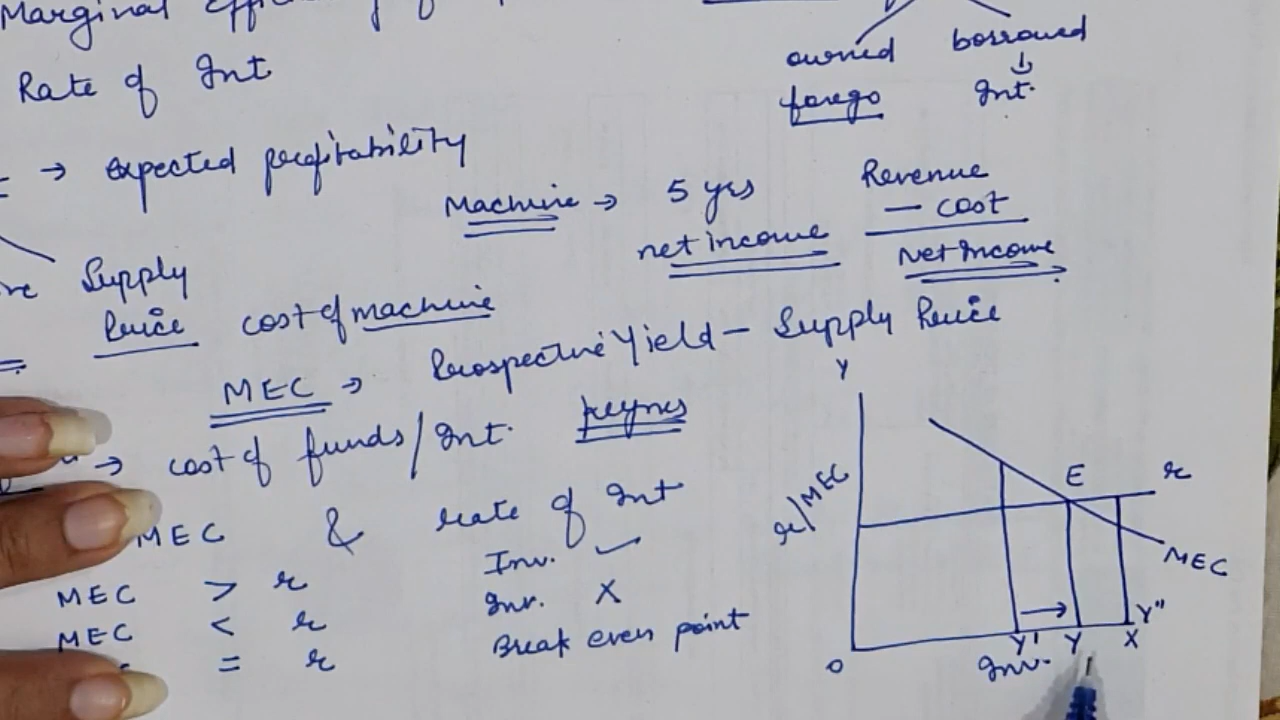 Marginal
Rate of Int
owned
borrowed
forego
Int.
→ expected profitability
Machine → 5 yrs
net income
Revenue
— cost
Net Income
Supply
Price
cost of machine
MEC → Prospective Yield — Supply Price
Keynes
→ cost of funds/Int.
MEC & rate of Int
MEC > r Inv. ✓
MEC < r Inv. X
= r Break even point
Y
r/MEC
E
r
MEC
O
Y' Y X Y"
Inv.